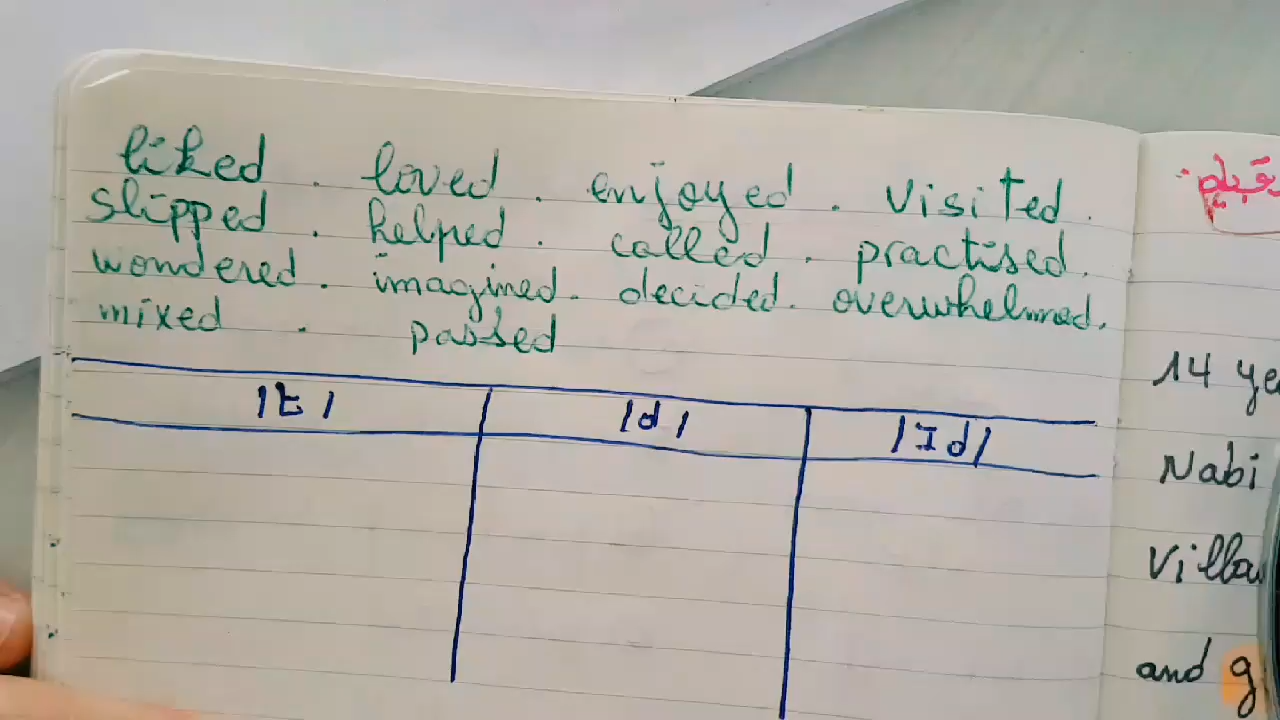 liked . loved . enjoyed . visited .
slipped . helped . called . practised .
wondered . imagined . decided . overwhelmed .
mixed . passed
/t/ /d/ /Id/
14 ye
Nabi
Villa
and g